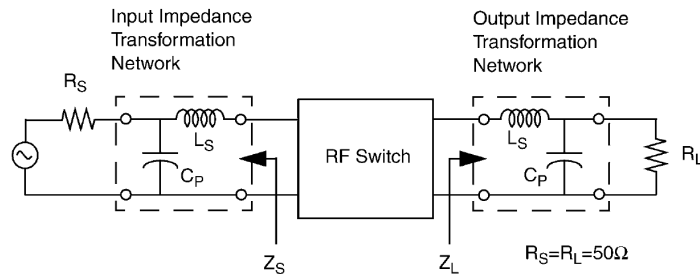 Input Impedance
Transformation
Network
Output Impedance
Transformation
Network
R_S
L_S
C_P
RF Switch
L_S
C_P
R_L
Z_S
Z_L
R_S=R_L=50Ω